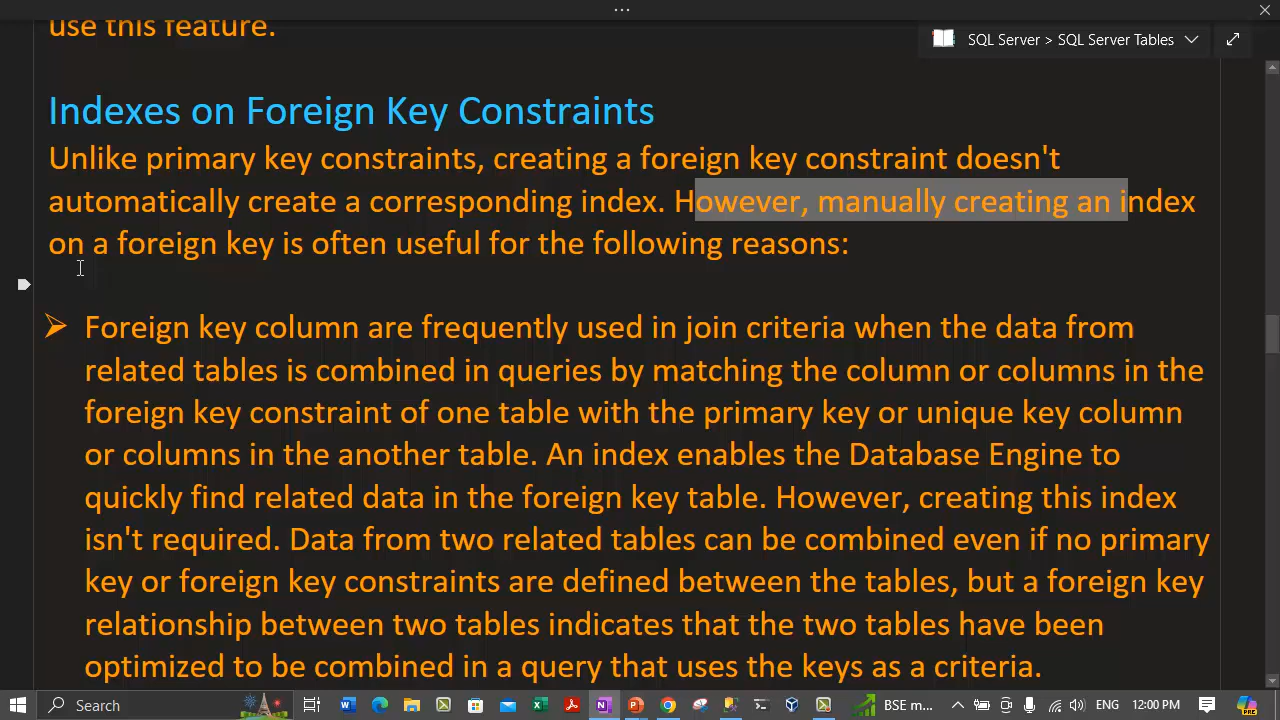 use this feature.
SQL Server > SQL Server Tables
Indexes on Foreign Key Constraints
Unlike primary key constraints, creating a foreign key constraint doesn't
automatically create a corresponding index. However, manually creating an index
on a foreign key is often useful for the following reasons:
Foreign key column are frequently used in join criteria when the data from
related tables is combined in queries by matching the column or columns in the
foreign key constraint of one table with the primary key or unique key column
or columns in the another table. An index enables the Database Engine to
quickly find related data in the foreign key table. However, creating this index
isn't required. Data from two related tables can be combined even if no primary
key or foreign key constraints are defined between the tables, but a foreign key
relationship between two tables indicates that the two tables have been
optimized to be combined in a query that uses the keys as a criteria.
Search
BSE m...
ENG
12:00 PM